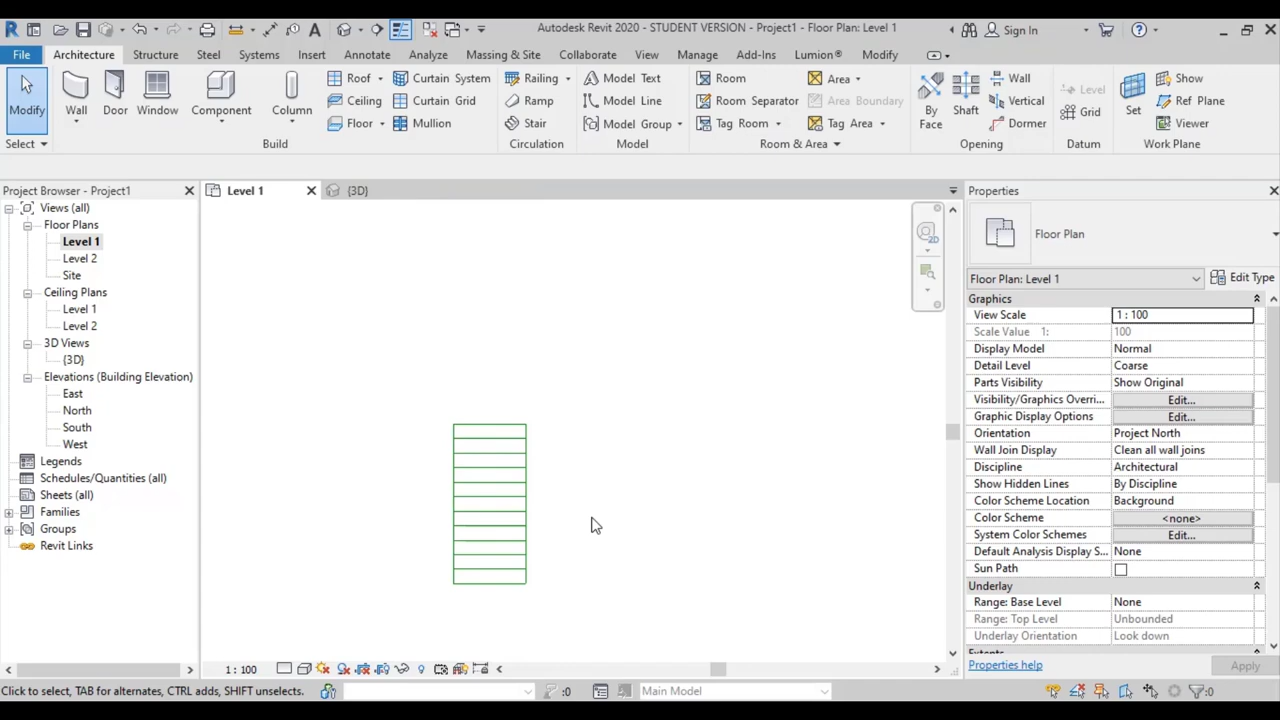 Autodesk Revit 2020 - STUDENT VERSION - Project1 - Floor Plan: Level 1
Sign In
File Architecture Structure Steel Systems Insert Annotate Analyze Massing & Site Collaborate View Manage Add-Ins Lumion® Modify
Modify
Select
Wall
Door
Window
Component
Column
Roof
Ceiling
Floor
Curtain System
Curtain Grid
Mullion
Build
Railing
Ramp
Stair
Circulation
Model Text
Model Line
Model Group
Model
Room
Room Separator
Tag Room
Area
Area Boundary
Tag Area
Room & Area
By
Face
Shaft
Wall
Vertical
Dormer
Opening
Level
Grid
Datum
Set
Show
Ref Plane
Viewer
Work Plane
Project Browser - Project1
Views (all)
Floor Plans
Level 1
Level 2
Site
Ceiling Plans
Level 1
Level 2
3D Views
{3D}
Elevations (Building Elevation)
East
North
South
West
Legends
Schedules/Quantities (all)
Sheets (all)
Families
Groups
Revit Links
Level 1
{3D}
2D
Properties
Floor Plan
Floor Plan: Level 1
Edit Type
Graphics
View Scale 1 : 100
Scale Value 1: 100
Display Model Normal
Detail Level Coarse
Parts Visibility Show Original
Visibility/Graphics Overri... Edit...
Graphic Display Options Edit...
Orientation Project North
Wall Join Display Clean all wall joins
Discipline Architectural
Show Hidden Lines By Discipline
Color Scheme Location Background
Color Scheme <none>
System Color Schemes Edit...
Default Analysis Display S... None
Sun Path
Underlay
Range: Base Level None
Range: Top Level Unbounded
Underlay Orientation Look down
Extents
Properties help
Apply
1 : 100
Click to select, TAB for alternates, CTRL adds, SHIFT unselects.
:0
Main Model
:0